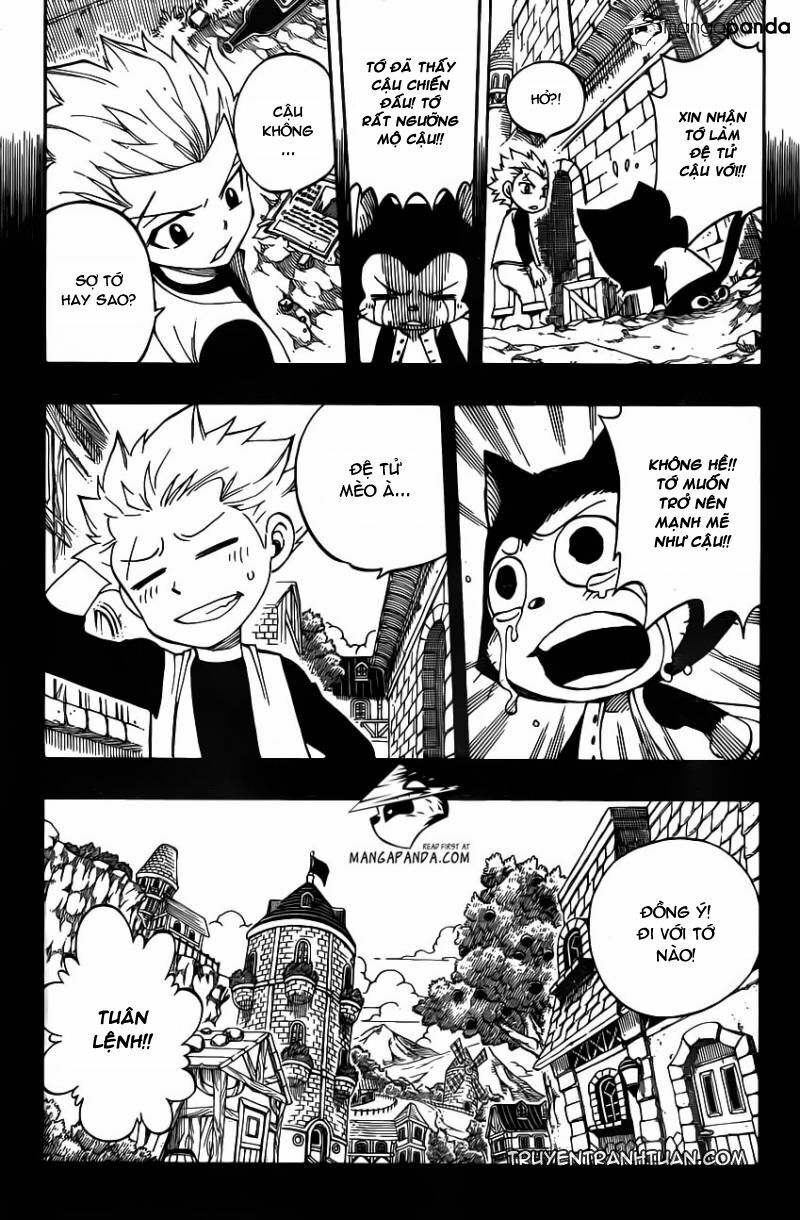 mangapanda
XIN NHẬN
TỚ LÀM
ĐỆ TỬ
CẬU VỚI!!
HỞ?!
TỚ ĐÃ THẤY
CẬU CHIẾN
ĐẤU! TỚ
RẤT NGƯỠNG
MỘ CẬU!!
CẬU
KHÔNG
...
SỢ TỚ
HAY SAO?
KHÔNG HỀ!!
TỚ MUỐN
TRỞ NÊN
MẠNH MẼ
NHƯ CẬU!!
ĐỆ TỬ
MÈO À...
READ FIRST AT
MANGAPANDA.COM
ĐỒNG Ý!
ĐI VỚI TỚ
NÀO!
TUÂN
LỆNH!!
TRUYENTRANHTUAN.COM